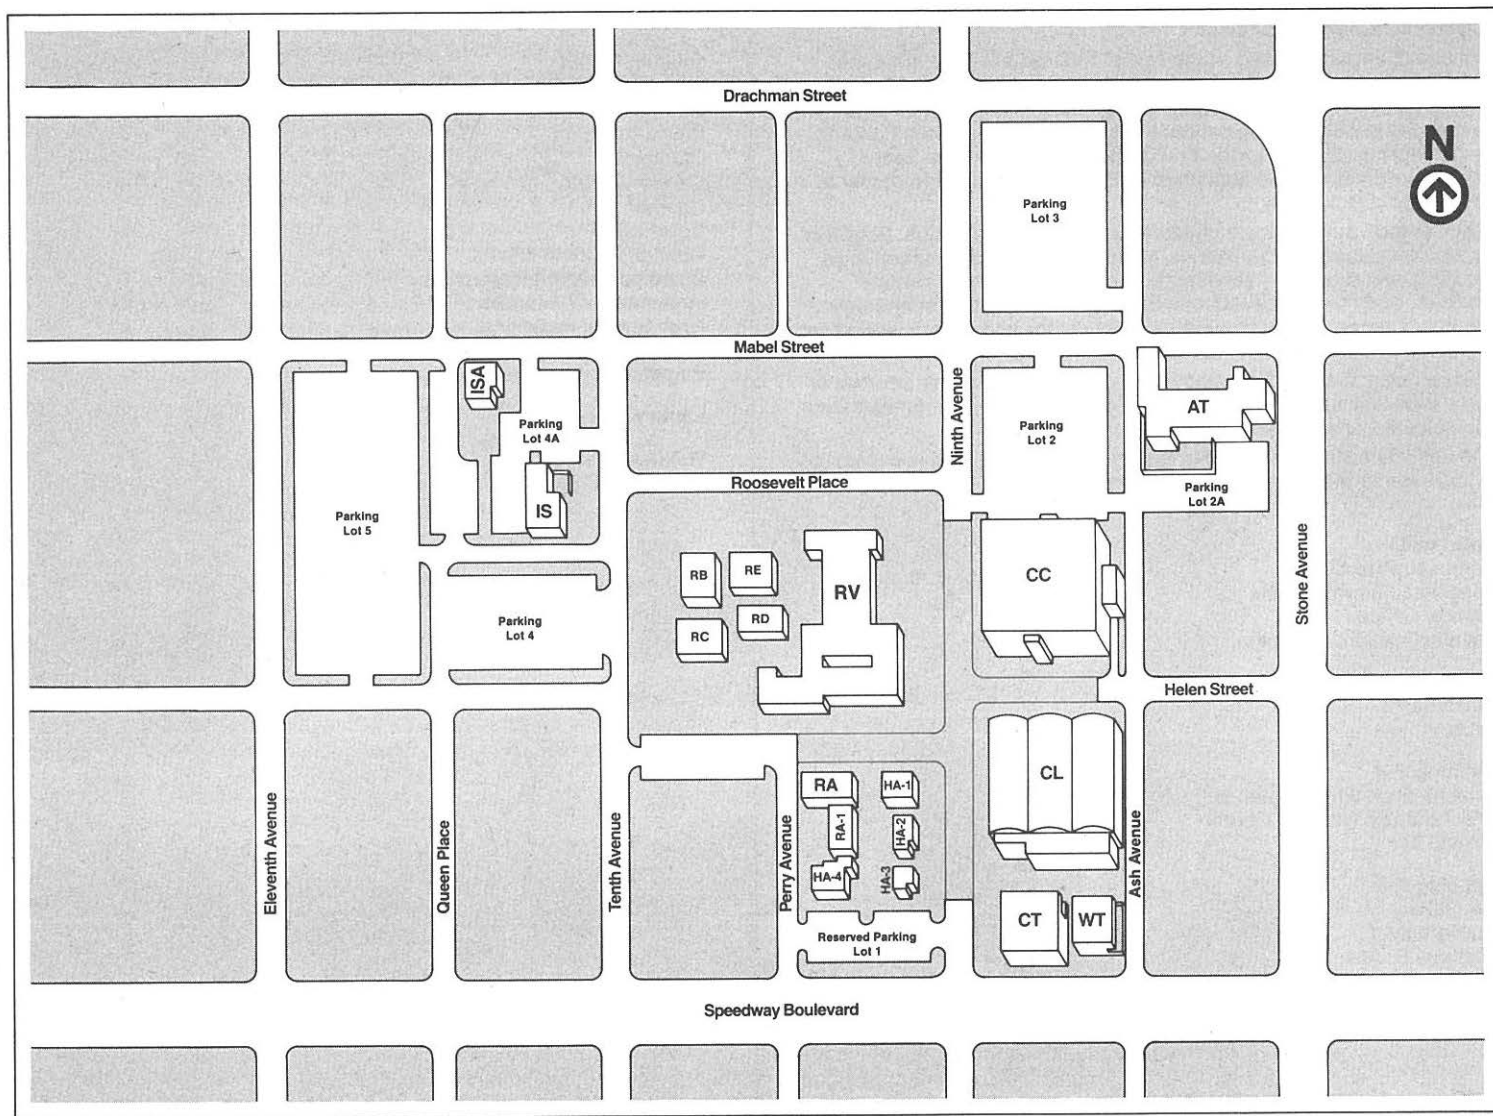 Drachman Street
N
Parking
Lot 3
Mabel Street
ISA
Parking
Lot 4A
Ninth Avenue
Parking
Lot 2
AT
Roosevelt Place
Parking
Lot 2A
Parking
Lot 5
IS
RB
RE
RV
CC
Stone Avenue
RC
RD
Parking
Lot 4
Helen Street
CL
RA
HA-1
RA-1
HA-2
HA-4
HA-3
Eleventh Avenue
Queen Place
Tenth Avenue
Perry Avenue
Ash Avenue
CT
WT
Reserved Parking
Lot 1
Speedway Boulevard